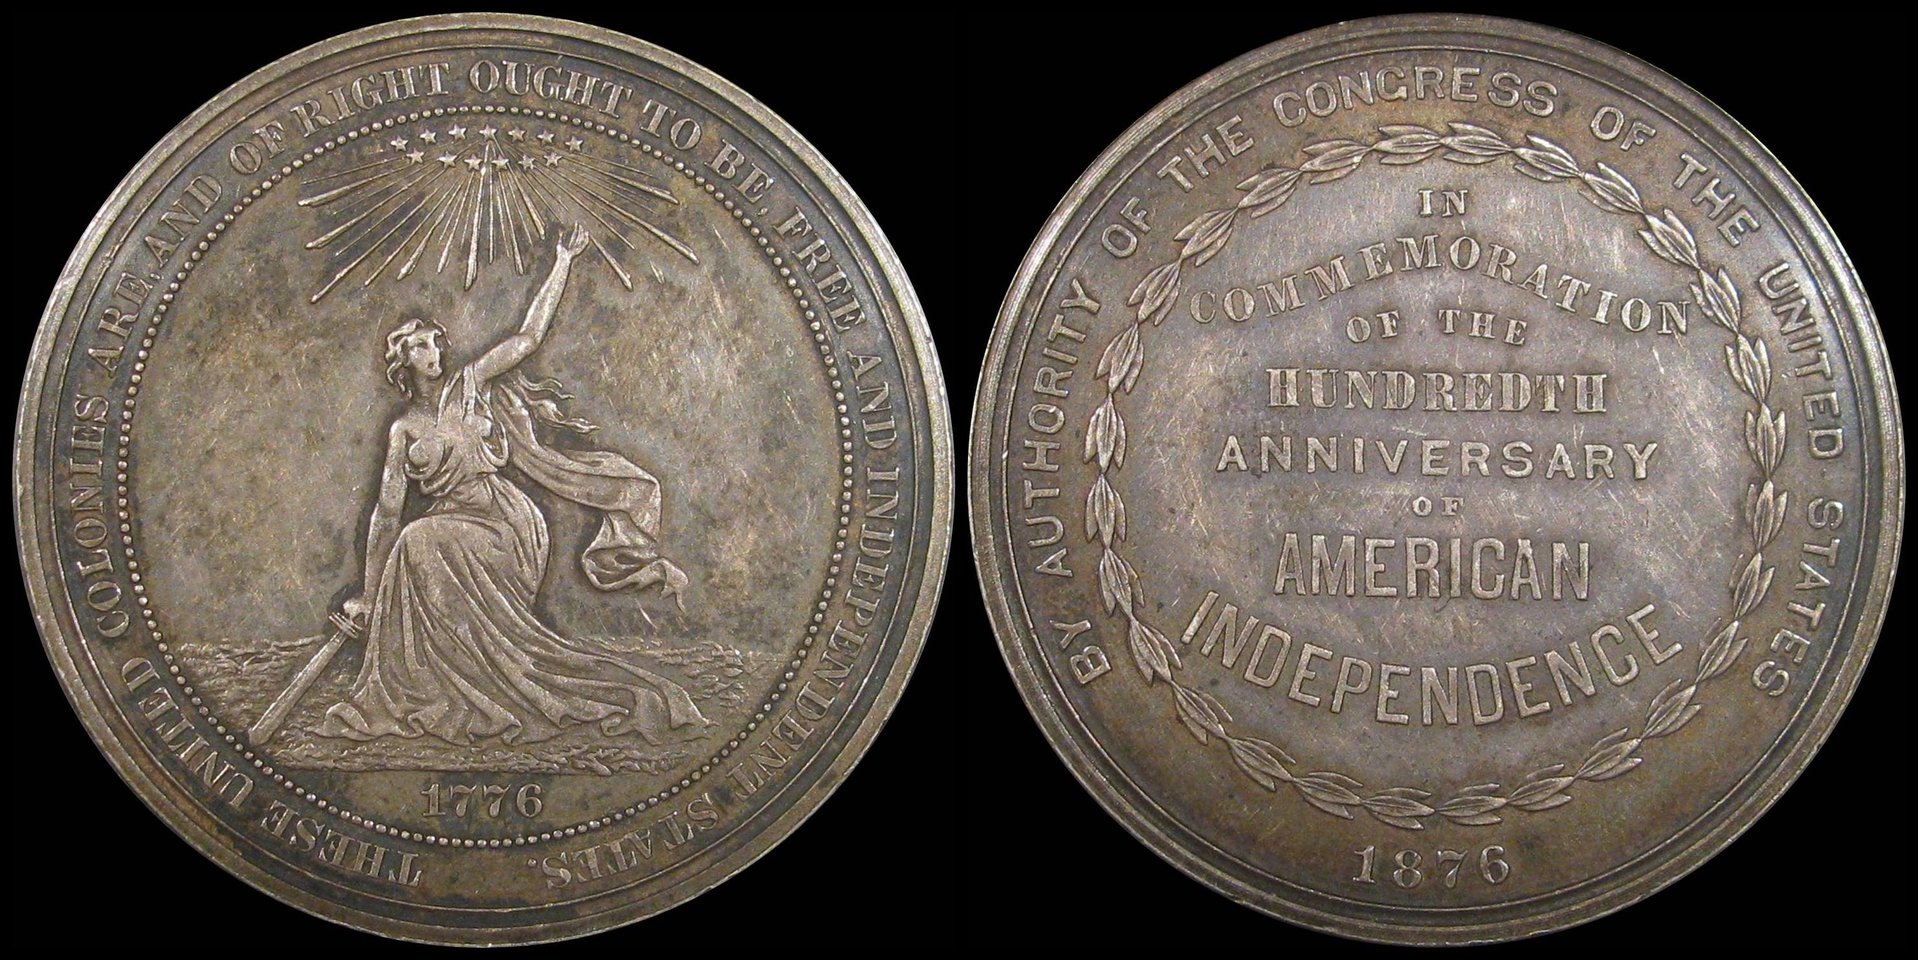 THESE UNITED COLONIES ARE, AND OF RIGHT OUGHT TO BE, FREE AND INDEPENDENT STATES.
1776
BY AUTHORITY OF THE CONGRESS OF THE UNITED STATES
IN
COMMEMORATION
OF THE
HUNDREDTH
ANNIVERSARY
OF
AMERICAN
INDEPENDENCE
1876